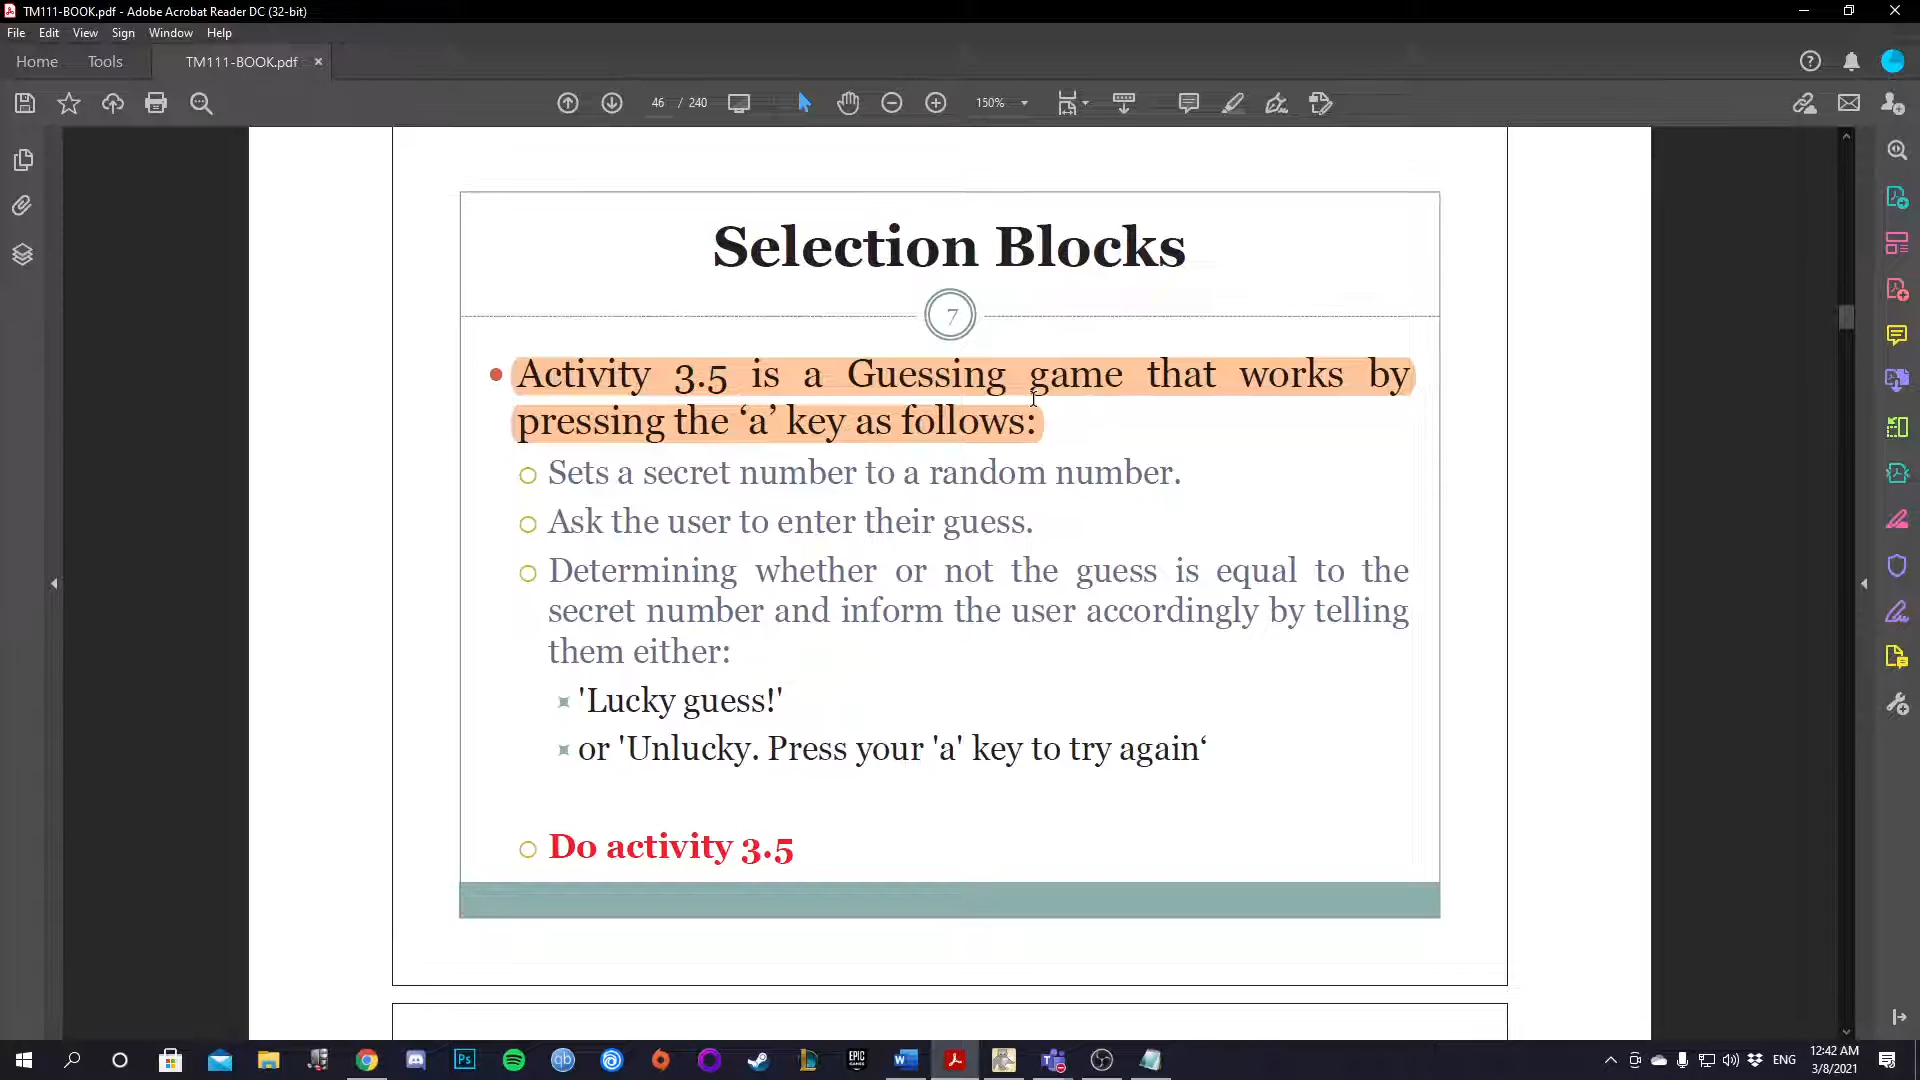 TM111-BOOK.pdf - Adobe Acrobat Reader DC (32-bit)
File Edit View Sign Window Help
Home Tools TM111-BOOK.pdf
46 / 240 150%
Selection Blocks
7
Activity 3.5 is a Guessing game that works by
pressing the ‘a’ key as follows:
Sets a secret number to a random number.
Ask the user to enter their guess.
Determining whether or not the guess is equal to the
secret number and inform the user accordingly by telling
them either:
'Lucky guess!'
or 'Unlucky. Press your 'a' key to try again‘
Do activity 3.5
Ps qb EPIC GAMES W
ENG 12:42 AM
3/8/2021